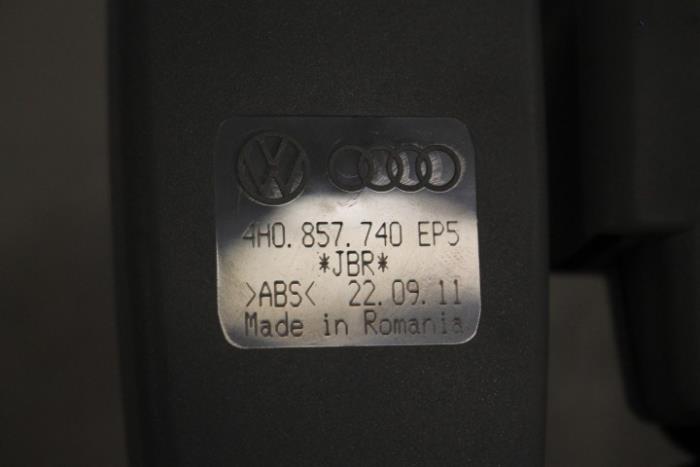 4H0.857.740 EP5
*JBR*
>ABS< 22.09.11
Made in Romania